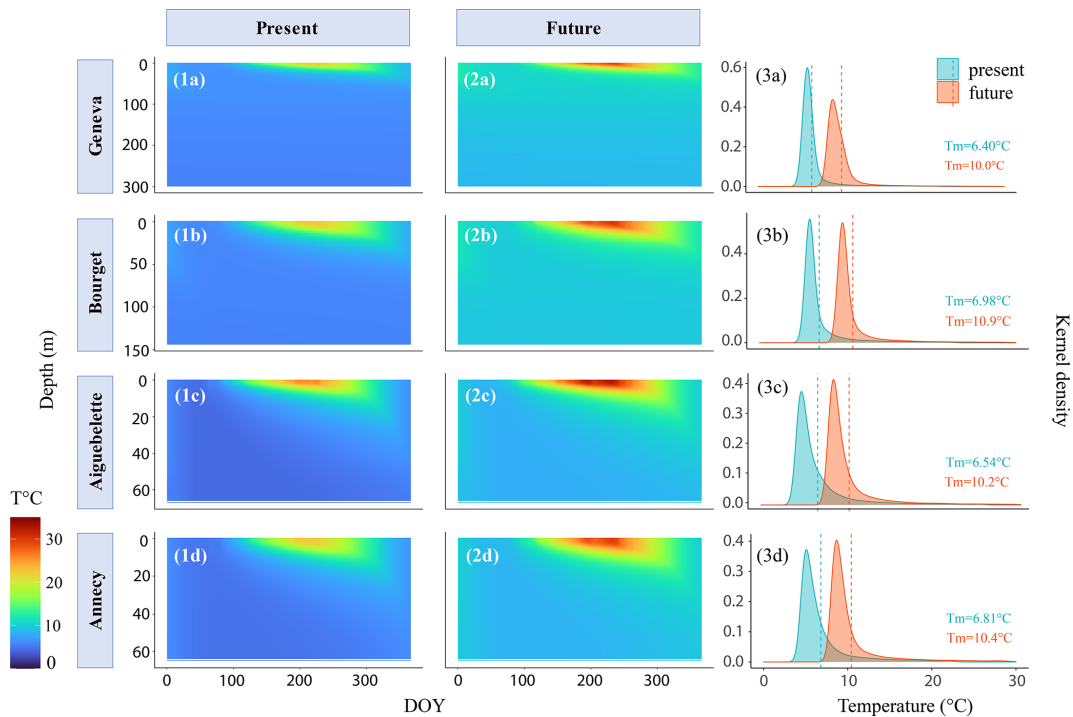 Present
Future
Geneva
(1a)
0
100
200
300
(2a)
(3a)
0.6
0.4
0.2
0.0
present
future
Tm=6.40°C
Tm=10.0°C
Bourget
(1b)
0
50
100
150
(2b)
(3b)
0.4
0.2
0.0
Tm=6.98°C
Tm=10.9°C
Depth (m)
Kernel density
Aiguebelette
(1c)
0
20
40
60
(2c)
(3c)
0.4
0.3
0.2
0.1
0.0
Tm=6.54°C
Tm=10.2°C
T°C
30
20
10
0
Annecy
(1d)
0
20
40
60
(2d)
(3d)
0.4
0.3
0.2
0.1
0.0
Tm=6.81°C
Tm=10.4°C
0 100 200 300
0 100 200 300
0 10 20 30
DOY
Temperature (°C)